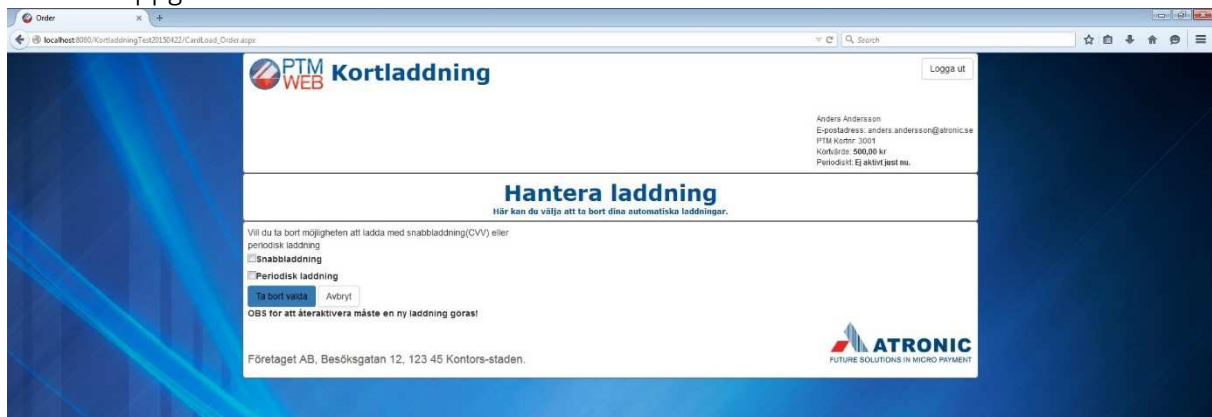 Order
localhost:8080/KortladdningTest20150422/CardLoad_Order.aspx
Search
PTM
WEB
Kortladdning
Logga ut
Anders Andersson
E-postadress: anders.andersson@atronic.se
PTM Kortnr: 3001
Kortvärde: 500,00 kr
Periodiskt: Ej aktivt just nu.
Hantera laddning
Här kan du välja att ta bort dina automatiska laddningar.
Vill du ta bort möjligheten att ladda med snabbladdning(CVV) eller
periodisk laddning
Snabbladdning
Periodisk laddning
Ta bort valda
Avbryt
OBS för att återaktivera måste en ny laddning göras!
Företaget AB, Besöksgatan 12, 123 45 Kontors-staden.
ATRONIC
FUTURE SOLUTIONS IN MICRO PAYMENT